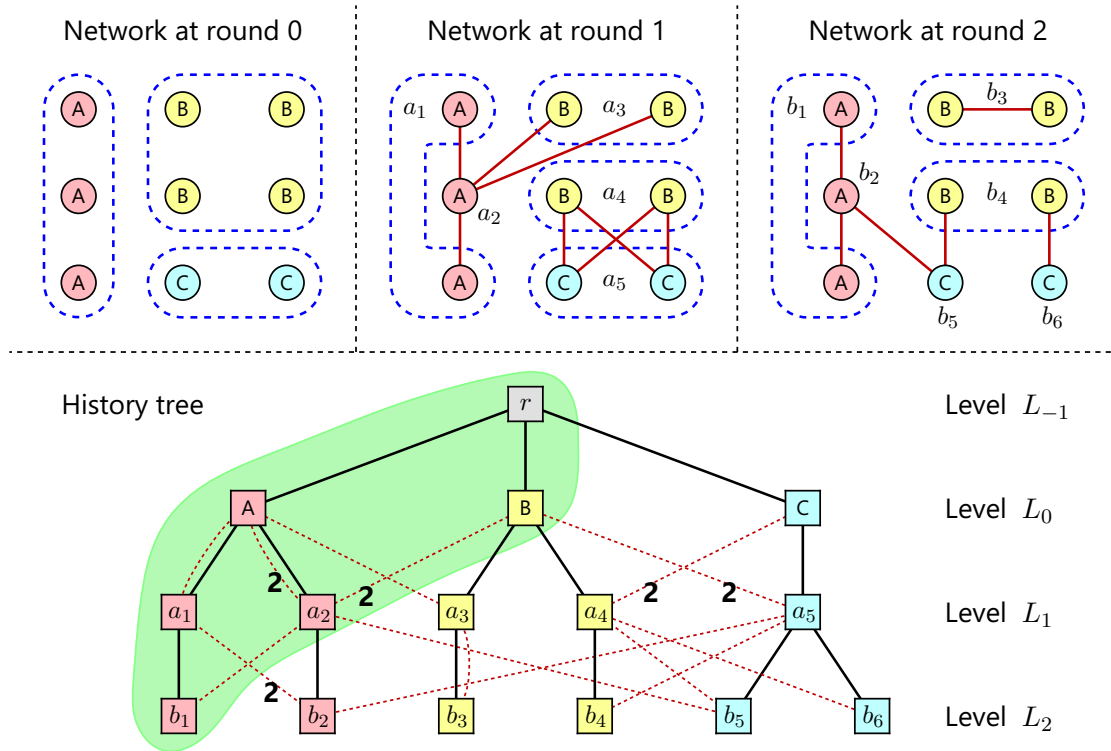 Network at round 0
Network at round 1
Network at round 2
A B B
A B B
A C C
a₁ A B a₃ B
A a₂ B a₄ B
A C a₅ C
b₁ A B b₃ B
A b₂ B b₄ B
A C C
b₅ b₆
History tree
r
Level L₋₁
A B C
Level L₀
2 2 2 2
a₁ a₂ a₃ a₄ a₅
Level L₁
2
b₁ b₂ b₃ b₄ b₅ b₆
Level L₂